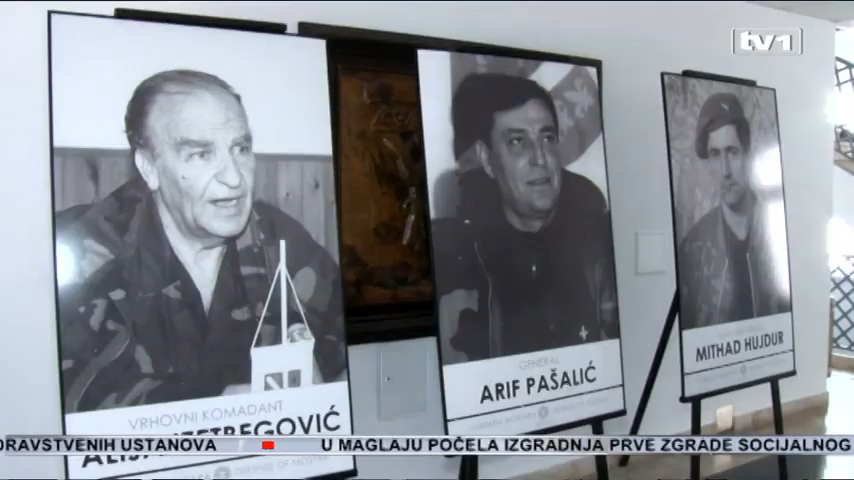 tv1
VRHOVNI KOMADANT
GENERAL
ARIF PAŠALIĆ
MITHAD HUJDUR
DRAVSTVENIH USTANOVA U MAGLAJU POČELA IZGRADNJA PRVE ZGRADE SOCIJALNOG